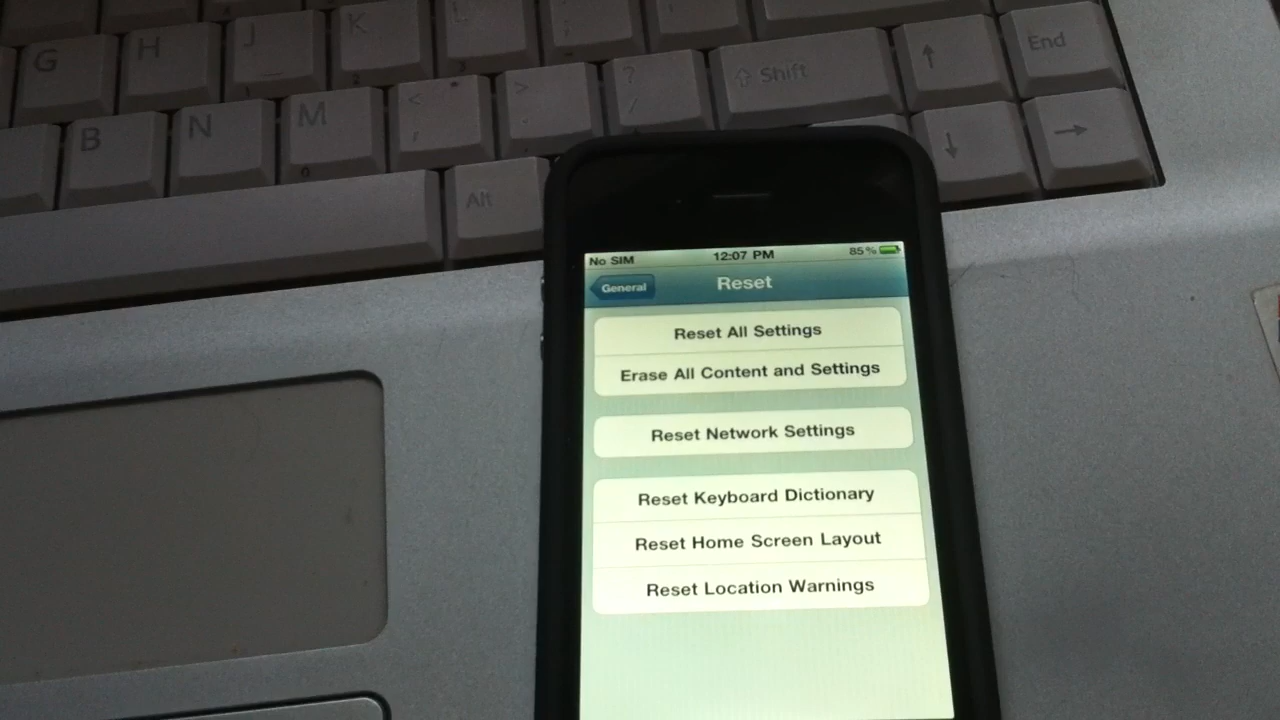 G H J K
B N M < , > . ? / ⇧ Shift ↑ End
Alt ↓ →
No SIM 12:07 PM 85%
General Reset
Reset All Settings
Erase All Content and Settings
Reset Network Settings
Reset Keyboard Dictionary
Reset Home Screen Layout
Reset Location Warnings